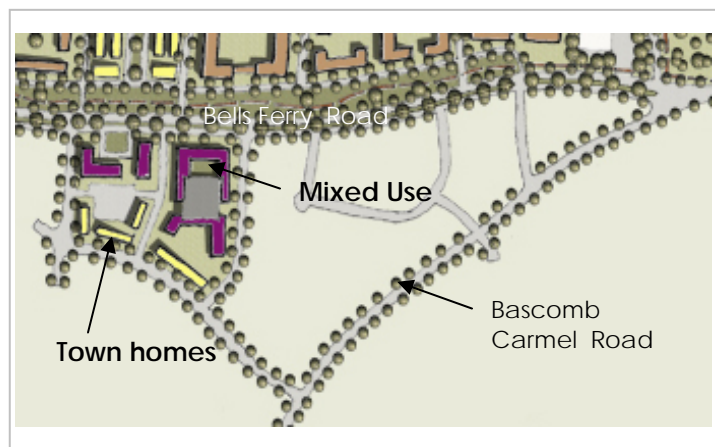 Bells Ferry Road
Mixed Use
Bascomb
Carmel Road
Town homes